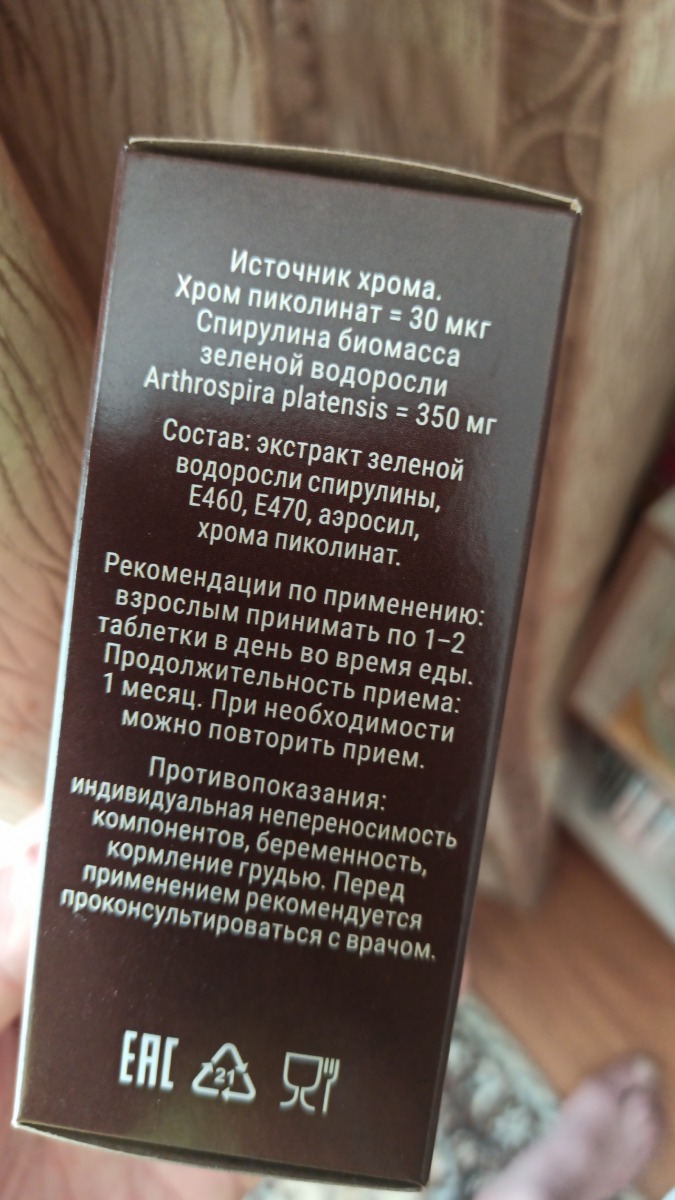 Источник хрома.
Хром пиколинат = 30 мкг
Спирулина биомасса
зеленой водоросли
Arthrospira platensis = 350 мг
Состав: экстракт зеленой
водоросли спирулины,
Е460, Е470, аэросил,
хрома пиколинат.
Рекомендации по применению:
взрослым принимать по 1–2
таблетки в день во время еды.
Продолжительность приема:
1 месяц. При необходимости
можно повторить прием.
Противопоказания:
индивидуальная непереносимость
компонентов, беременность,
кормление грудью. Перед
применением рекомендуется
проконсультироваться с врачом.
EAC 21